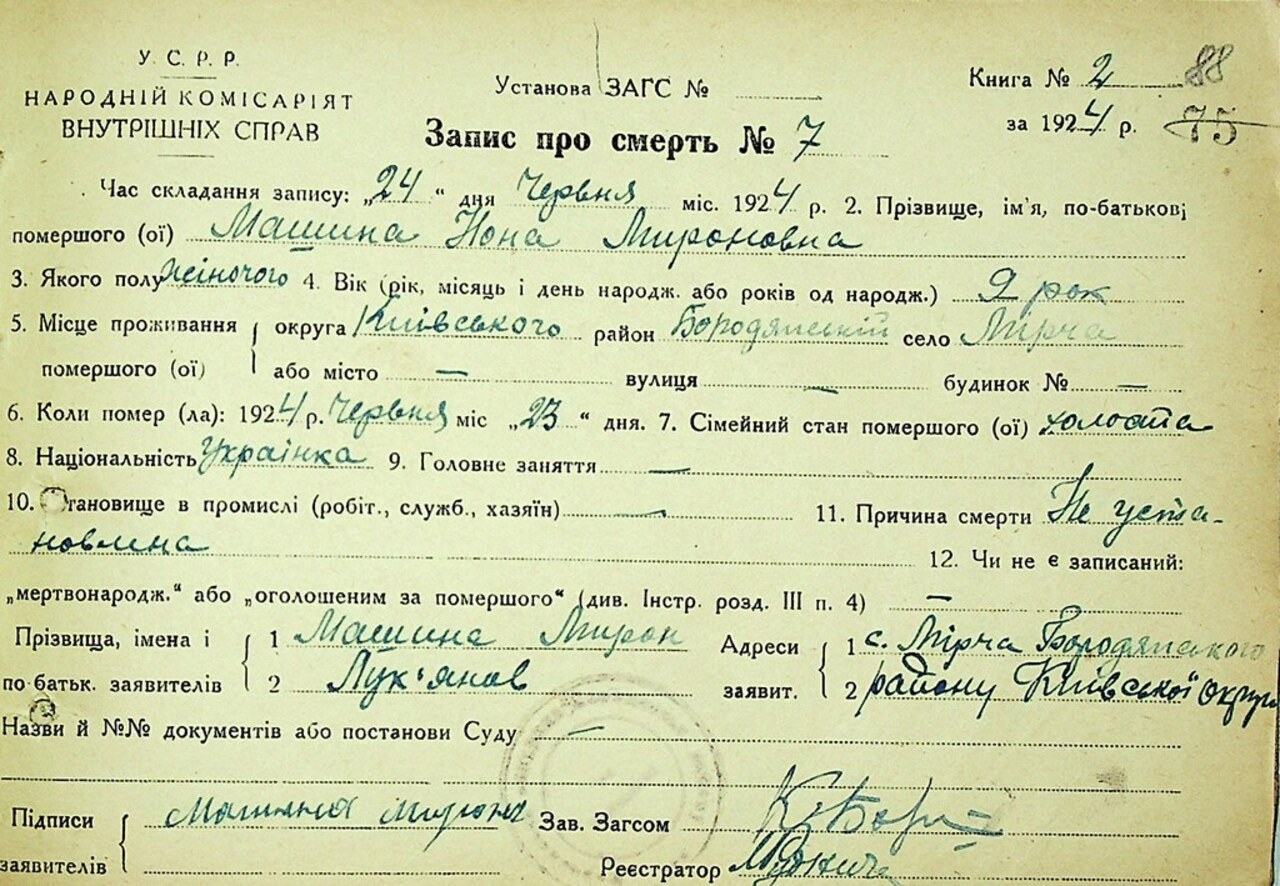 У. С. Р. Р.
НАРОДНІЙ КОМІСАРІЯТ
ВНУТРІШНІХ СПРАВ
Установа ЗАГС №
Книга № 2 88
за 1924 р. 75
Запис про смерть № 7
Час складання запису: „24“ дня Червня міс. 1924 р. 2. Прізвище, ім'я, по-батькові
помершого (ої) Машина Нона Мироновна
3. Якого полу жіночого 4. Вік (рік, місяць і день народж. або років од народж.) рок
5. Місце проживання помершого (ої) { округа Київського район Бородянський село Мірча
або місто — вулиця — будинок № —
6. Коли помер (ла): 1924 р. Червня міс „23“ дня. 7. Сімейний стан помершого (ої) холоста
8. Національність Українка 9. Головне заняття —
10. Становище в промислі (робіт., служб., хазяїн) — 11. Причина смерти Не уста-
новлина
12. Чи не є записаний:
„мертвонародж.“ або „оголошеним за помершого“ (див. Інстр. розд. III п. 4) —
Прізвища, імена і по батьк. заявителів { 1 Машина Мирон Адреси заявит. { 1 с. Мірча Бородянського
2 Лук'янов 2 району Київської округи
Назви й №№ документів або постанови Суду —
Підписи заявителів { Мирон Зав. Загсом
Реєстратор